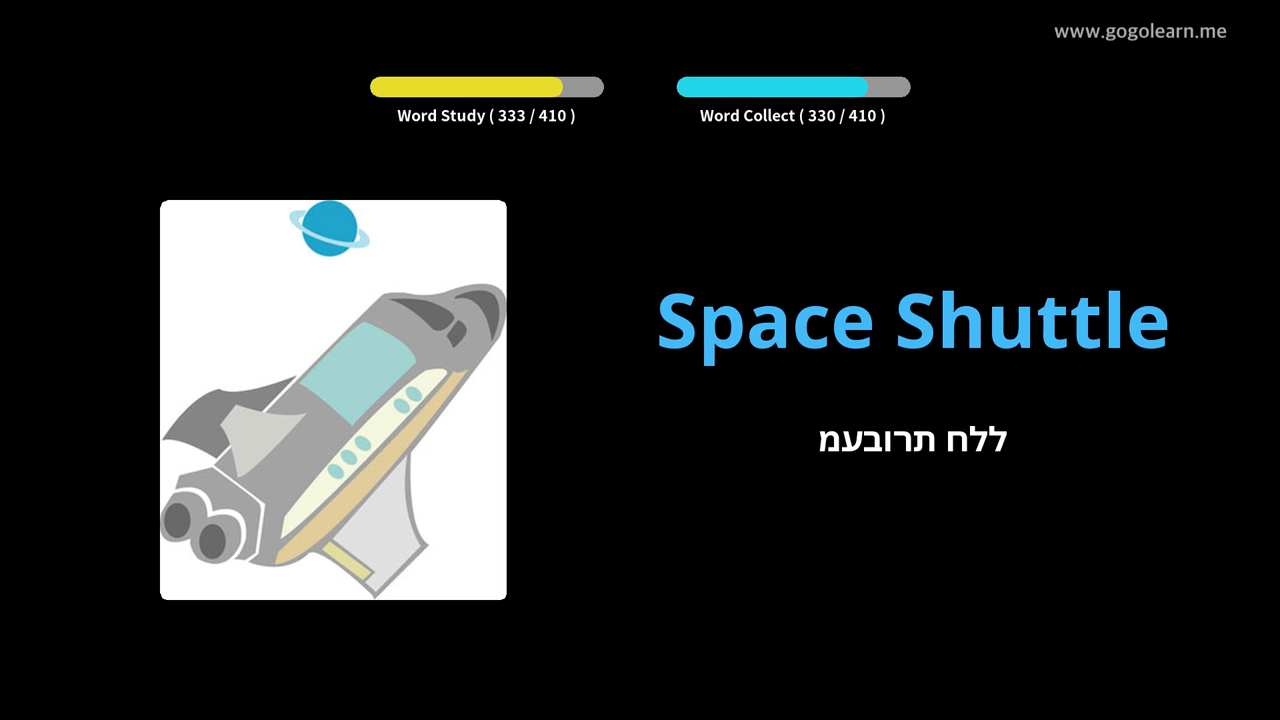 www.gogolearn.me
Word Study ( 333 / 410 )
Word Collect ( 330 / 410 )
Space Shuttle
ללח תרובעמ